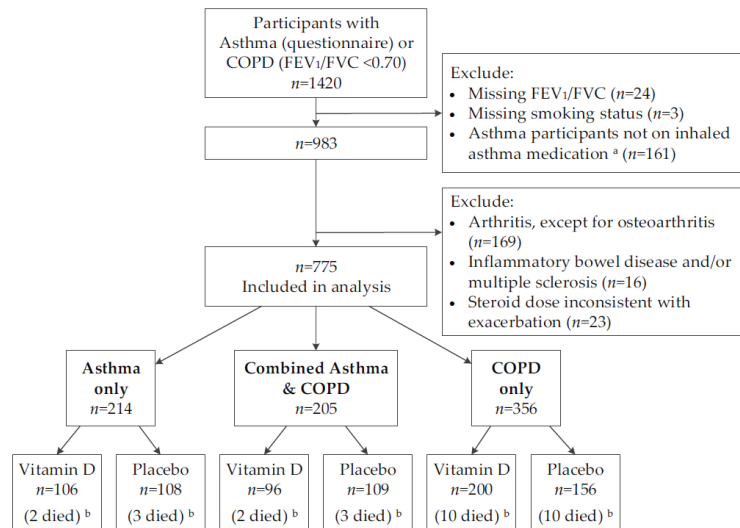 Participants with
Asthma (questionnaire) or
COPD (FEV₁/FVC <0.70)
n=1420
Exclude:
• Missing FEV₁/FVC (n=24)
• Missing smoking status (n=3)
• Asthma participants not on inhaled
asthma medication ᵃ (n=161)
n=983
Exclude:
• Arthritis, except for osteoarthritis
(n=169)
• Inflammatory bowel disease and/or
multiple sclerosis (n=16)
• Steroid dose inconsistent with
exacerbation (n=23)
n=775
Included in analysis
Asthma
only
n=214
Combined Asthma
& COPD
n=205
COPD
only
n=356
Vitamin D
n=106
(2 died) ᵇ
Placebo
n=108
(3 died) ᵇ
Vitamin D
n=96
(2 died) ᵇ
Placebo
n=109
(3 died) ᵇ
Vitamin D
n=200
(10 died) ᵇ
Placebo
n=156
(10 died) ᵇ